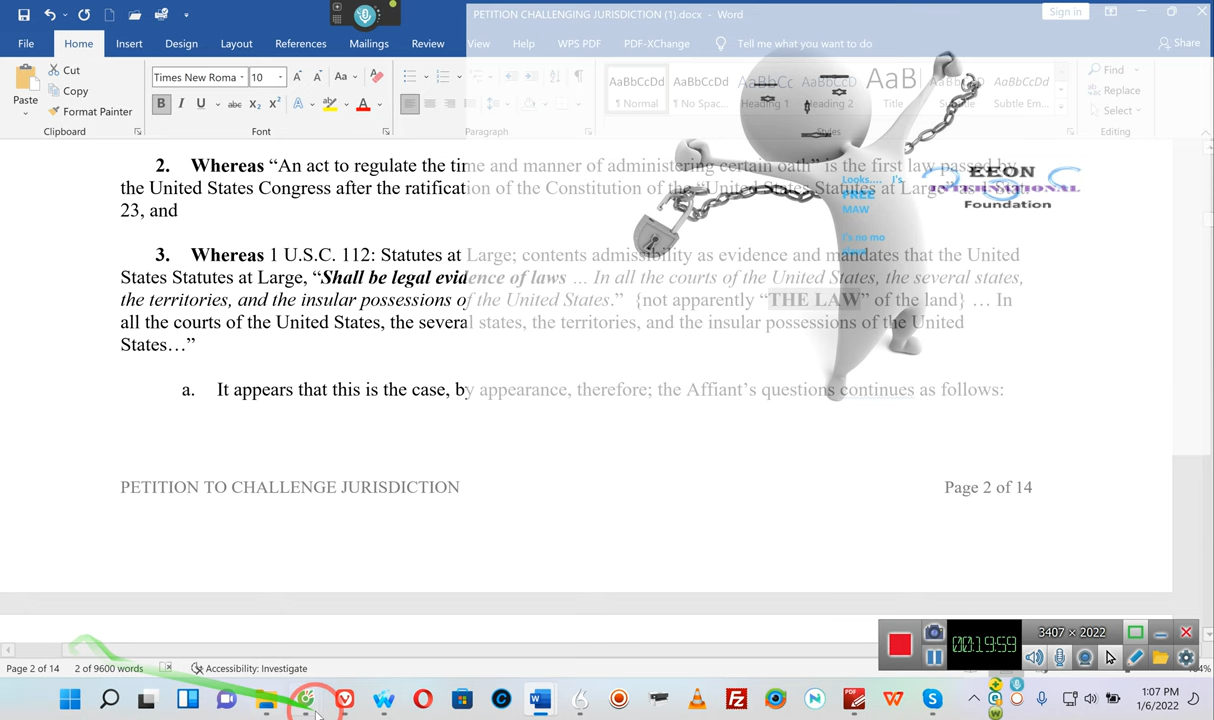 PETITION CHALLENGING JURISDICTION (1).docx - Word
Sign in
File Home Insert Design Layout References Mailings Review View Help WPS PDF PDF-XChange Tell me what you want to do Share
Paste
Cut
Copy
Format Painter
Clipboard
Times New Roma 10
Font
Paragraph
AaBbCcDd AaBbCcDd AaBbCc AaBbCcD AaB AaBbCcD AaBbCcDd
¶ Normal ¶ No Spac... Heading 1 Heading 2 Title Subtitle Subtle Em...
Styles
Find
Replace
Select
Editing
2. Whereas “An act to regulate the time and manner of administering certain oath” is the first law passed by
the United States Congress after the ratification of the Constitution of the “United States Statutes at Large” as 1 Stat.
23, and
3. Whereas 1 U.S.C. 112: Statutes at Large; contents admissibility as evidence and mandates that the United
States Statutes at Large, “Shall be legal evidence of laws … In all the courts of the United States, the several states,
the territories, and the insular possessions of the United States.” {not apparently “THE LAW” of the land} … In
all the courts of the United States, the several states, the territories, and the insular possessions of the United
States…”
a. It appears that this is the case, by appearance, therefore; the Affiant’s questions continues as follows:
PETITION TO CHALLENGE JURISDICTION Page 2 of 14
Looks.... I's
FREE
MAW
I's no mo
EEON
INTERNATIONAL
Foundation
00:19:59
3407 × 2022
Page 2 of 14 2 of 9600 words Accessibility: Investigate
1:07 PM
1/6/2022